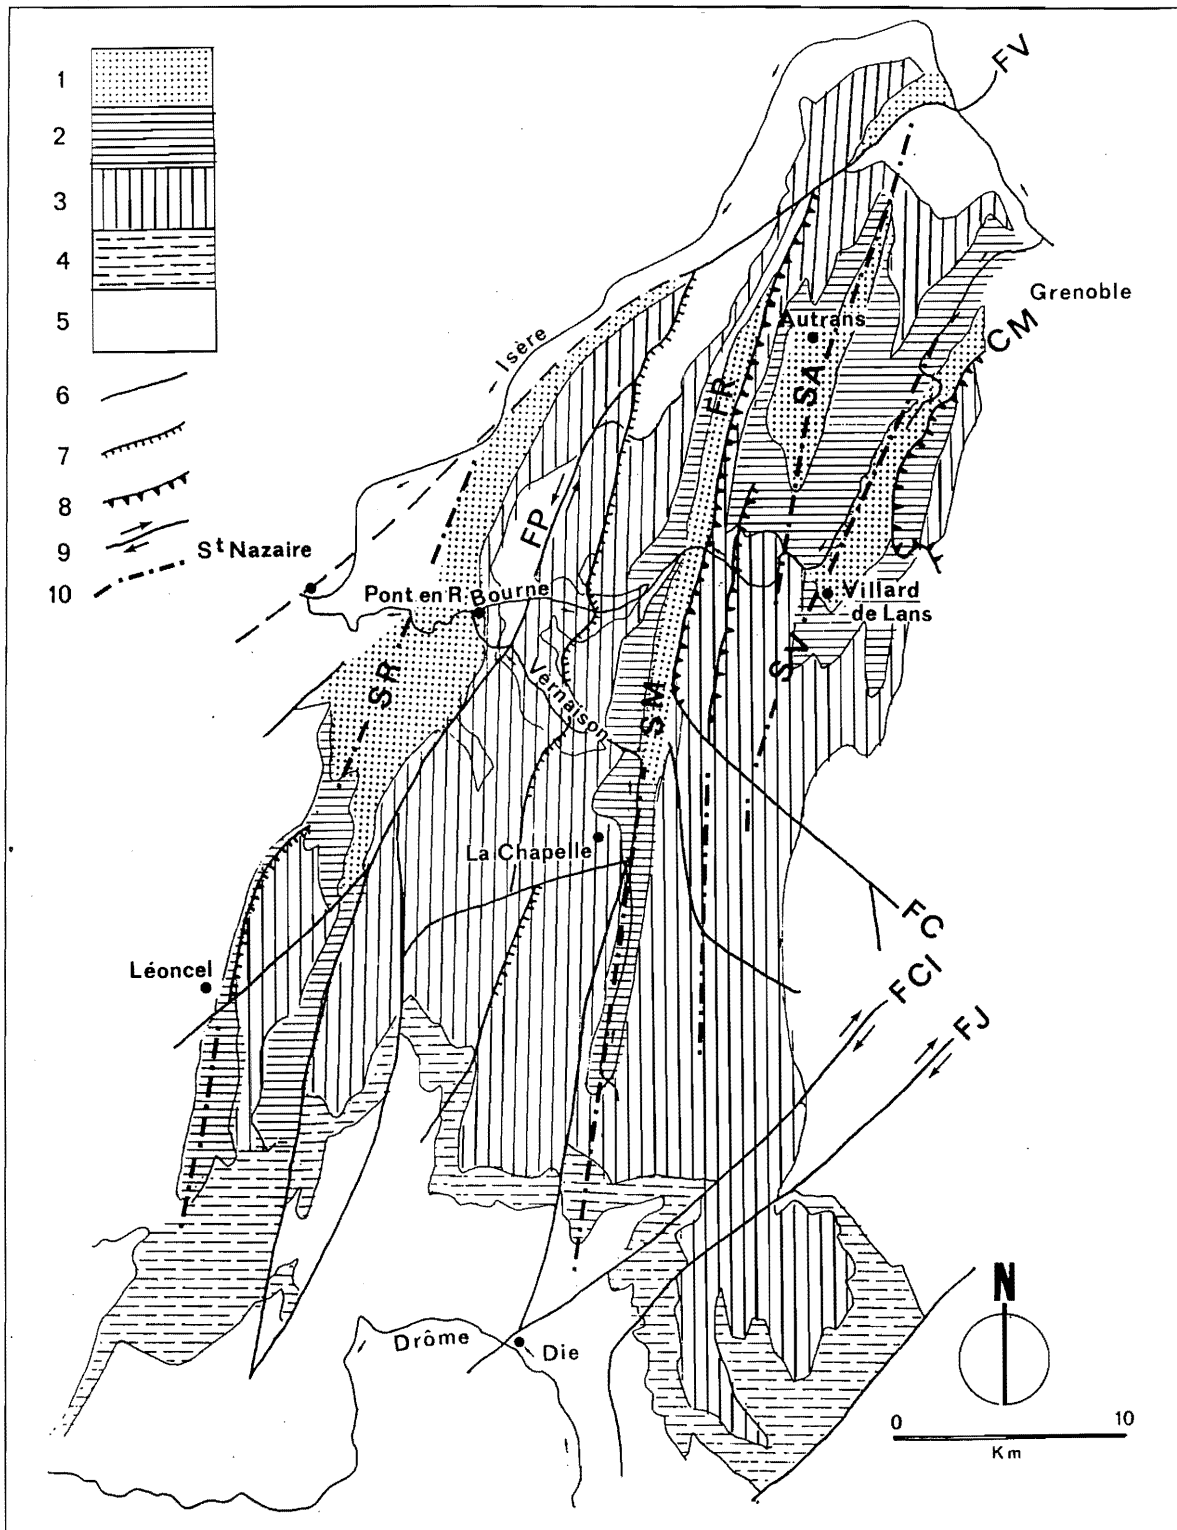 1
2
3
4
5
6
7
8
9
10
FV
Grenoble
CM
Autrans
Isère
FR
SA
FP
St Nazaire
Pont en R.
Bourne
Villard
de Lans
SV
SR
Vernaison
SM
La Chapelle
FC
Léoncel
FCl
FJ
N
Drôme
Die
0 10
Km